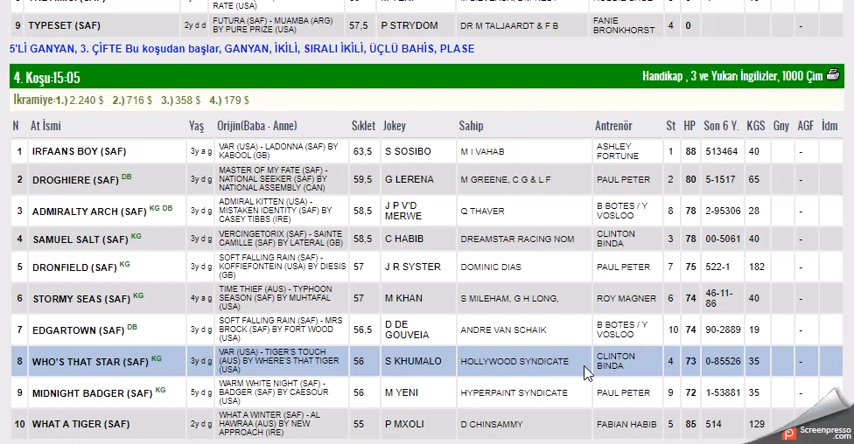 RATE (USA)
9 TYPESET (SAF) 2y d d FUTURA (SAF) - MUAMBA (ARG) BY PURE PRIZE (USA) 57,5 P STRYDOM DR M TALJAARDT & F B FANIE BRONKHORST 4 0 -
5'Lİ GANYAN, 3. ÇİFTE Bu koşudan başlar, GANYAN, İKİLİ, SIRALI İKİLİ, ÜÇLÜ BAHİS, PLASE
4. Koşu:15-05 Handikap , 3 ve Yukarı İngilizler, 1000 Çim
İkramiye:1.) 2.240 $ 2.) 716 $ 3.) 358 $ 4.) 179 $
N At İsmi Yaş Orijin(Baba - Anne) Sıklet Jokey Sahip Antrenör St HP Son 6 Y. KGS Gny AGF İdm
1 IRFAANS BOY (SAF) 3y a g VAR (USA) - LADONNA (SAF) BY KABOOL (GB) 63,5 S SOSIBO M I VAHAB ASHLEY FORTUNE 1 88 513464 40 -
2 DROGHIERE (SAF) DB 3y d g MASTER OF MY FATE (SAF) - NATIONAL SEEKER (SAF) BY NATIONAL ASSEMBLY (CAN) 59,5 G LERENA M GREENE, C G & L F PAUL PETER 2 80 5-1517 65 -
3 ADMIRALTY ARCH (SAF) KG DB 3y d g ADMIRAL KITTEN (USA) - MISTAKEN IDENTITY (SAF) BY CASEY TIBBS (IRE) 58,5 J P V'D MERWE Q THAVER B BOTES / Y VOSLOO 8 78 2-95306 28 -
4 SAMUEL SALT (SAF) KG 3y d g VERCINGETORIX (SAF) - SAINTE CAMILLE (SAF) BY LATERAL (GB) 58,5 C HABIB DREAMSTAR RACING NOM CLINTON BINDA 3 78 00-5061 40 -
5 DRONFIELD (SAF) KG 3y d g SOFT FALLING RAIN (SAF) - KOFFIEFONTEIN (USA) BY DIESIS (GB) 57 J R SYSTER DOMINIC DIAS PAUL PETER 7 75 522-1 182 -
6 STORMY SEAS (SAF) KG 4y a g TIME THIEF (AUS) - TYPHOON SEASON (SAF) BY MUHTAFAL (USA) 57 M KHAN S MILEHAM, G H LONG, ROY MAGNER 6 74 46-11-86 40 -
7 EDGARTOWN (SAF) DB 3y d g SOFT FALLING RAIN (SAF) - MRS BROCK (SAF) BY FORT WOOD (USA) 56,5 D DE GOUVEIA ANDRE VAN SCHAIK B BOTES / Y VOSLOO 10 74 90-2889 19 -
8 WHO'S THAT STAR (SAF) KG 3y d g VAR (USA) - TIGER'S TOUCH (AUS) BY WHERE'S THAT TIGER (USA) 56 S KHUMALO HOLLYWOOD SYNDICATE CLINTON BINDA 4 73 0-85526 35 -
9 MIDNIGHT BADGER (SAF) KG 5y d g WARM WHITE NIGHT (SAF) - BADGER (SAF) BY CAESOUR (USA) 56 M YENI HYPERPAINT SYNDICATE PAUL PETER 9 72 1-53881 35 -
10 WHAT A TIGER (SAF) 2y d g WHAT A WINTER (SAF) - AL HAWRAA (AUS) BY NEW APPROACH (IRE) 55 P MXOLI D CHINSAMMY FABIAN HABIB 5 85 514 129 -
Screenpresso
.com